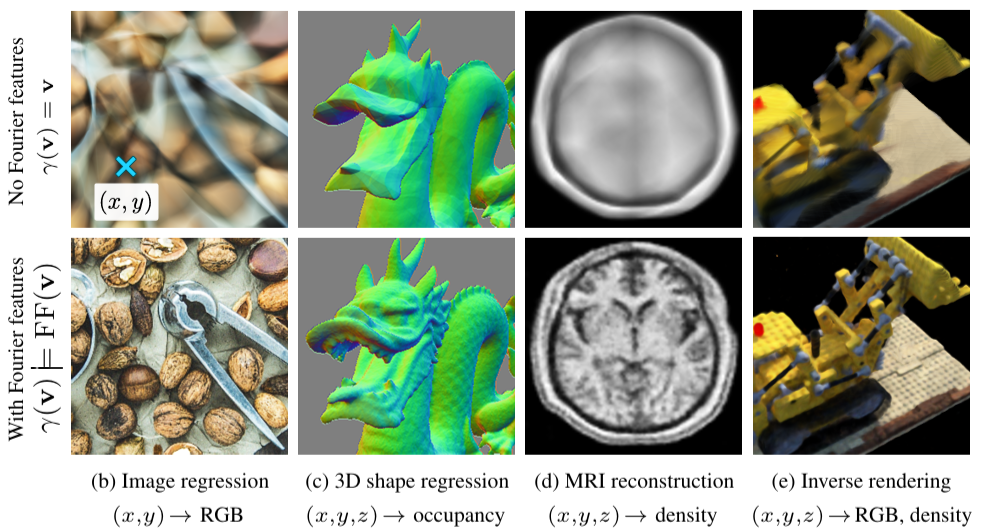 No Fourier features
γ(v) = v
(x, y)
With Fourier features
γ(v) = FF(v)
(b) Image regression
(x,y) → RGB
(c) 3D shape regression
(x,y,z) → occupancy
(d) MRI reconstruction
(x,y,z) → density
(e) Inverse rendering
(x,y,z) → RGB, density